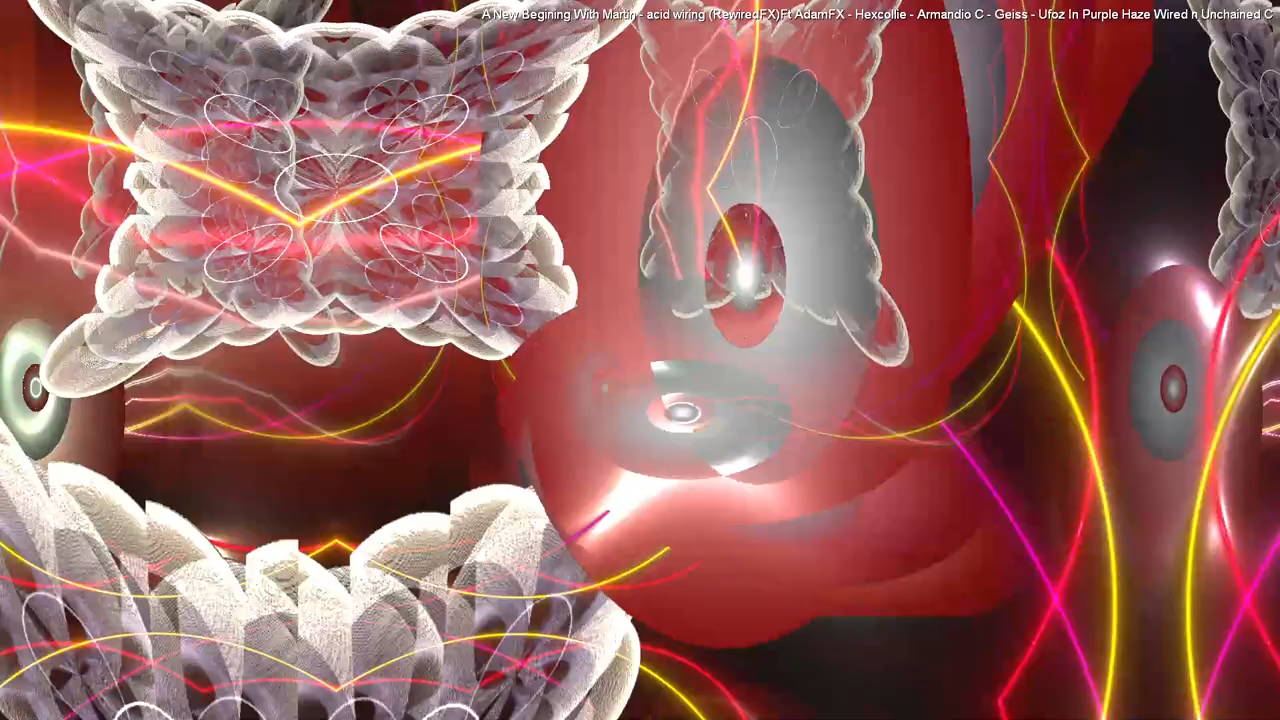 A New Begining With Martin - acid wiring (RewiredFX)Ft AdamFX - Hexcollie - Armandio C - Geiss - Ufoz In Purple Haze Wired n Unchained C